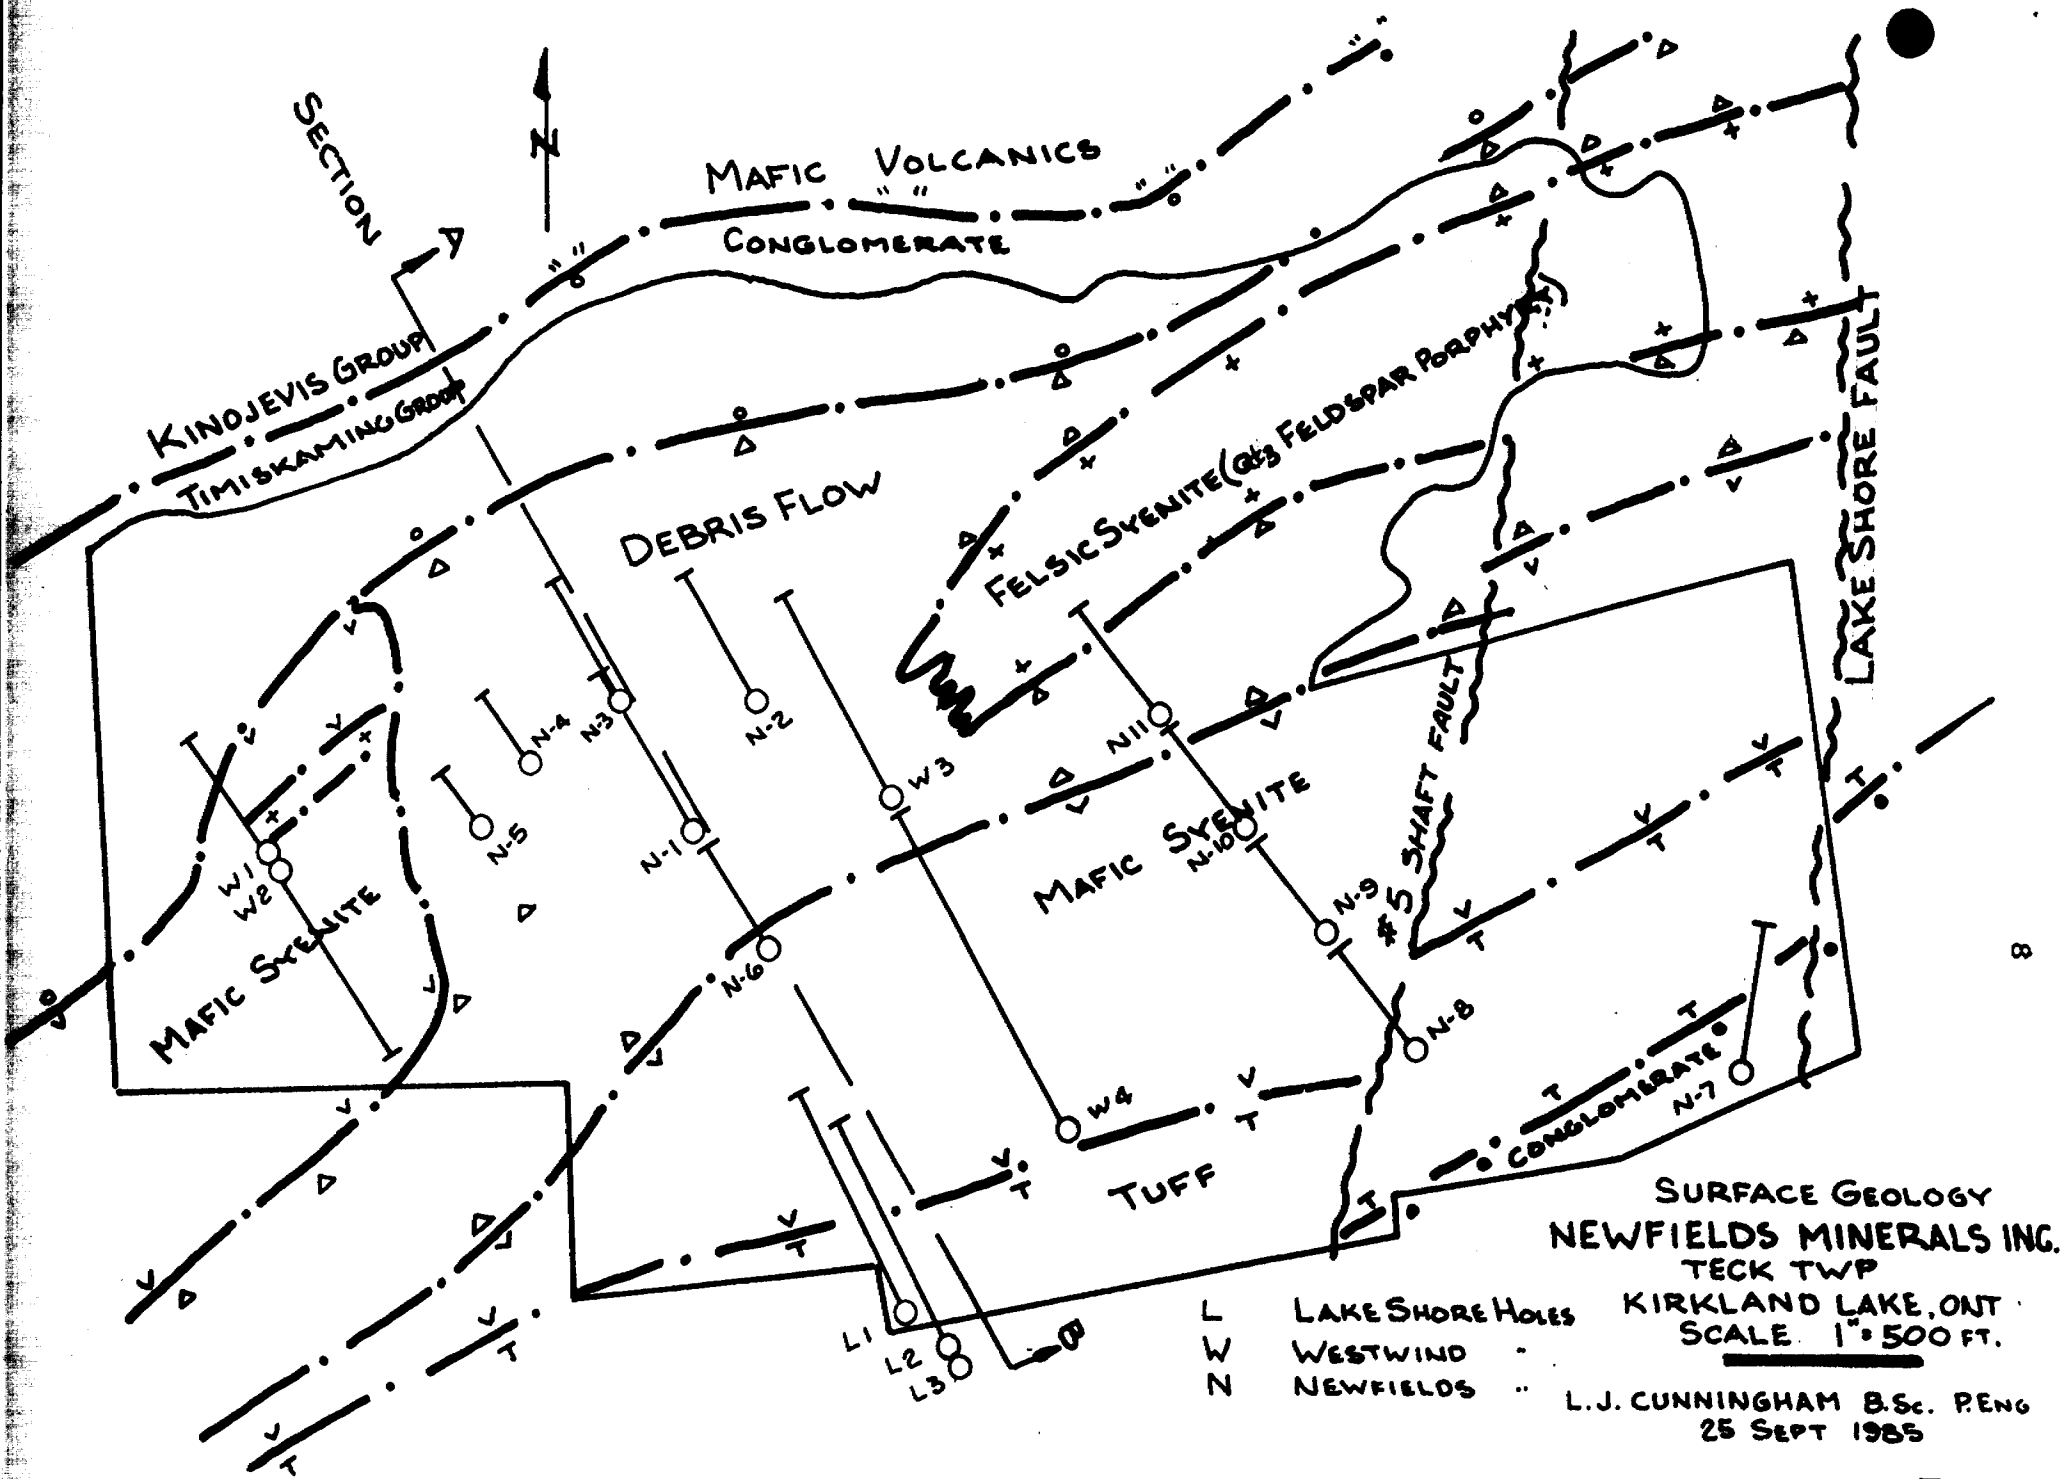 SECTION
A
N
MAFIC VOLCANICS
CONGLOMERATE
KINOJEVIS GROUP
TIMISKAMING GROUP
DEBRIS FLOW
FELSIC SYENITE (QTZ FELDSPAR PORPHYRY)
LAKE SHORE FAULT
#5 SHAFT FAULT
N-4
N-3
N-2
N-5
N-1
W3
N11
N-10
N-9
N-8
N-7
N-6
W1
W2
W4
MAFIC SYENITE
MAFIC SYENITE
TUFF
CONGLOMERATE
L1
L2
L3
B
8
L LAKE SHORE HOLES
W WESTWIND "
N NEWFIELDS "
SURFACE GEOLOGY
NEWFIELDS MINERALS INC.
TECK TWP
KIRKLAND LAKE, ONT
SCALE 1" = 500 FT.
L.J. CUNNINGHAM B.Sc. P.ENG
25 SEPT 1985